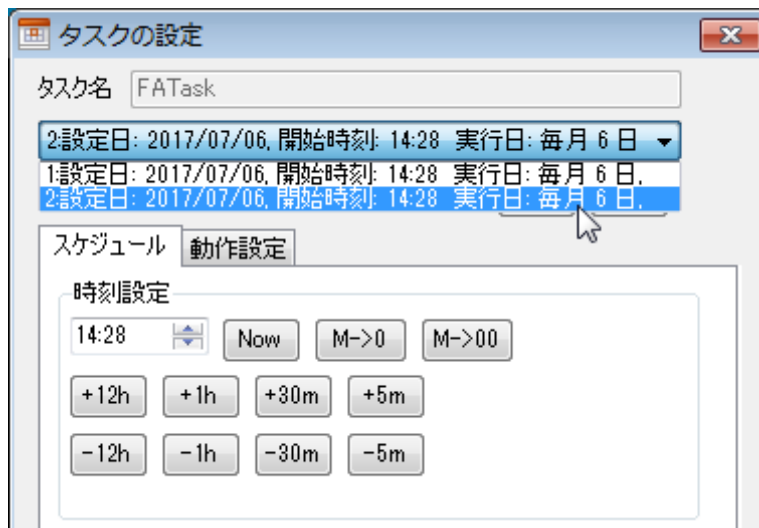 タスクの設定
タスク名 FATask
2:設定日: 2017/07/06, 開始時刻: 14:28 実行日: 毎月 6 日
1:設定日: 2017/07/06, 開始時刻: 14:28 実行日: 毎月 6 日,
2:設定日: 2017/07/06, 開始時刻: 14:28 実行日: 毎月 6 日,
スケジュール 動作設定
時刻設定
14:28 Now M->0 M->00
+12h +1h +30m +5m
-12h -1h -30m -5m